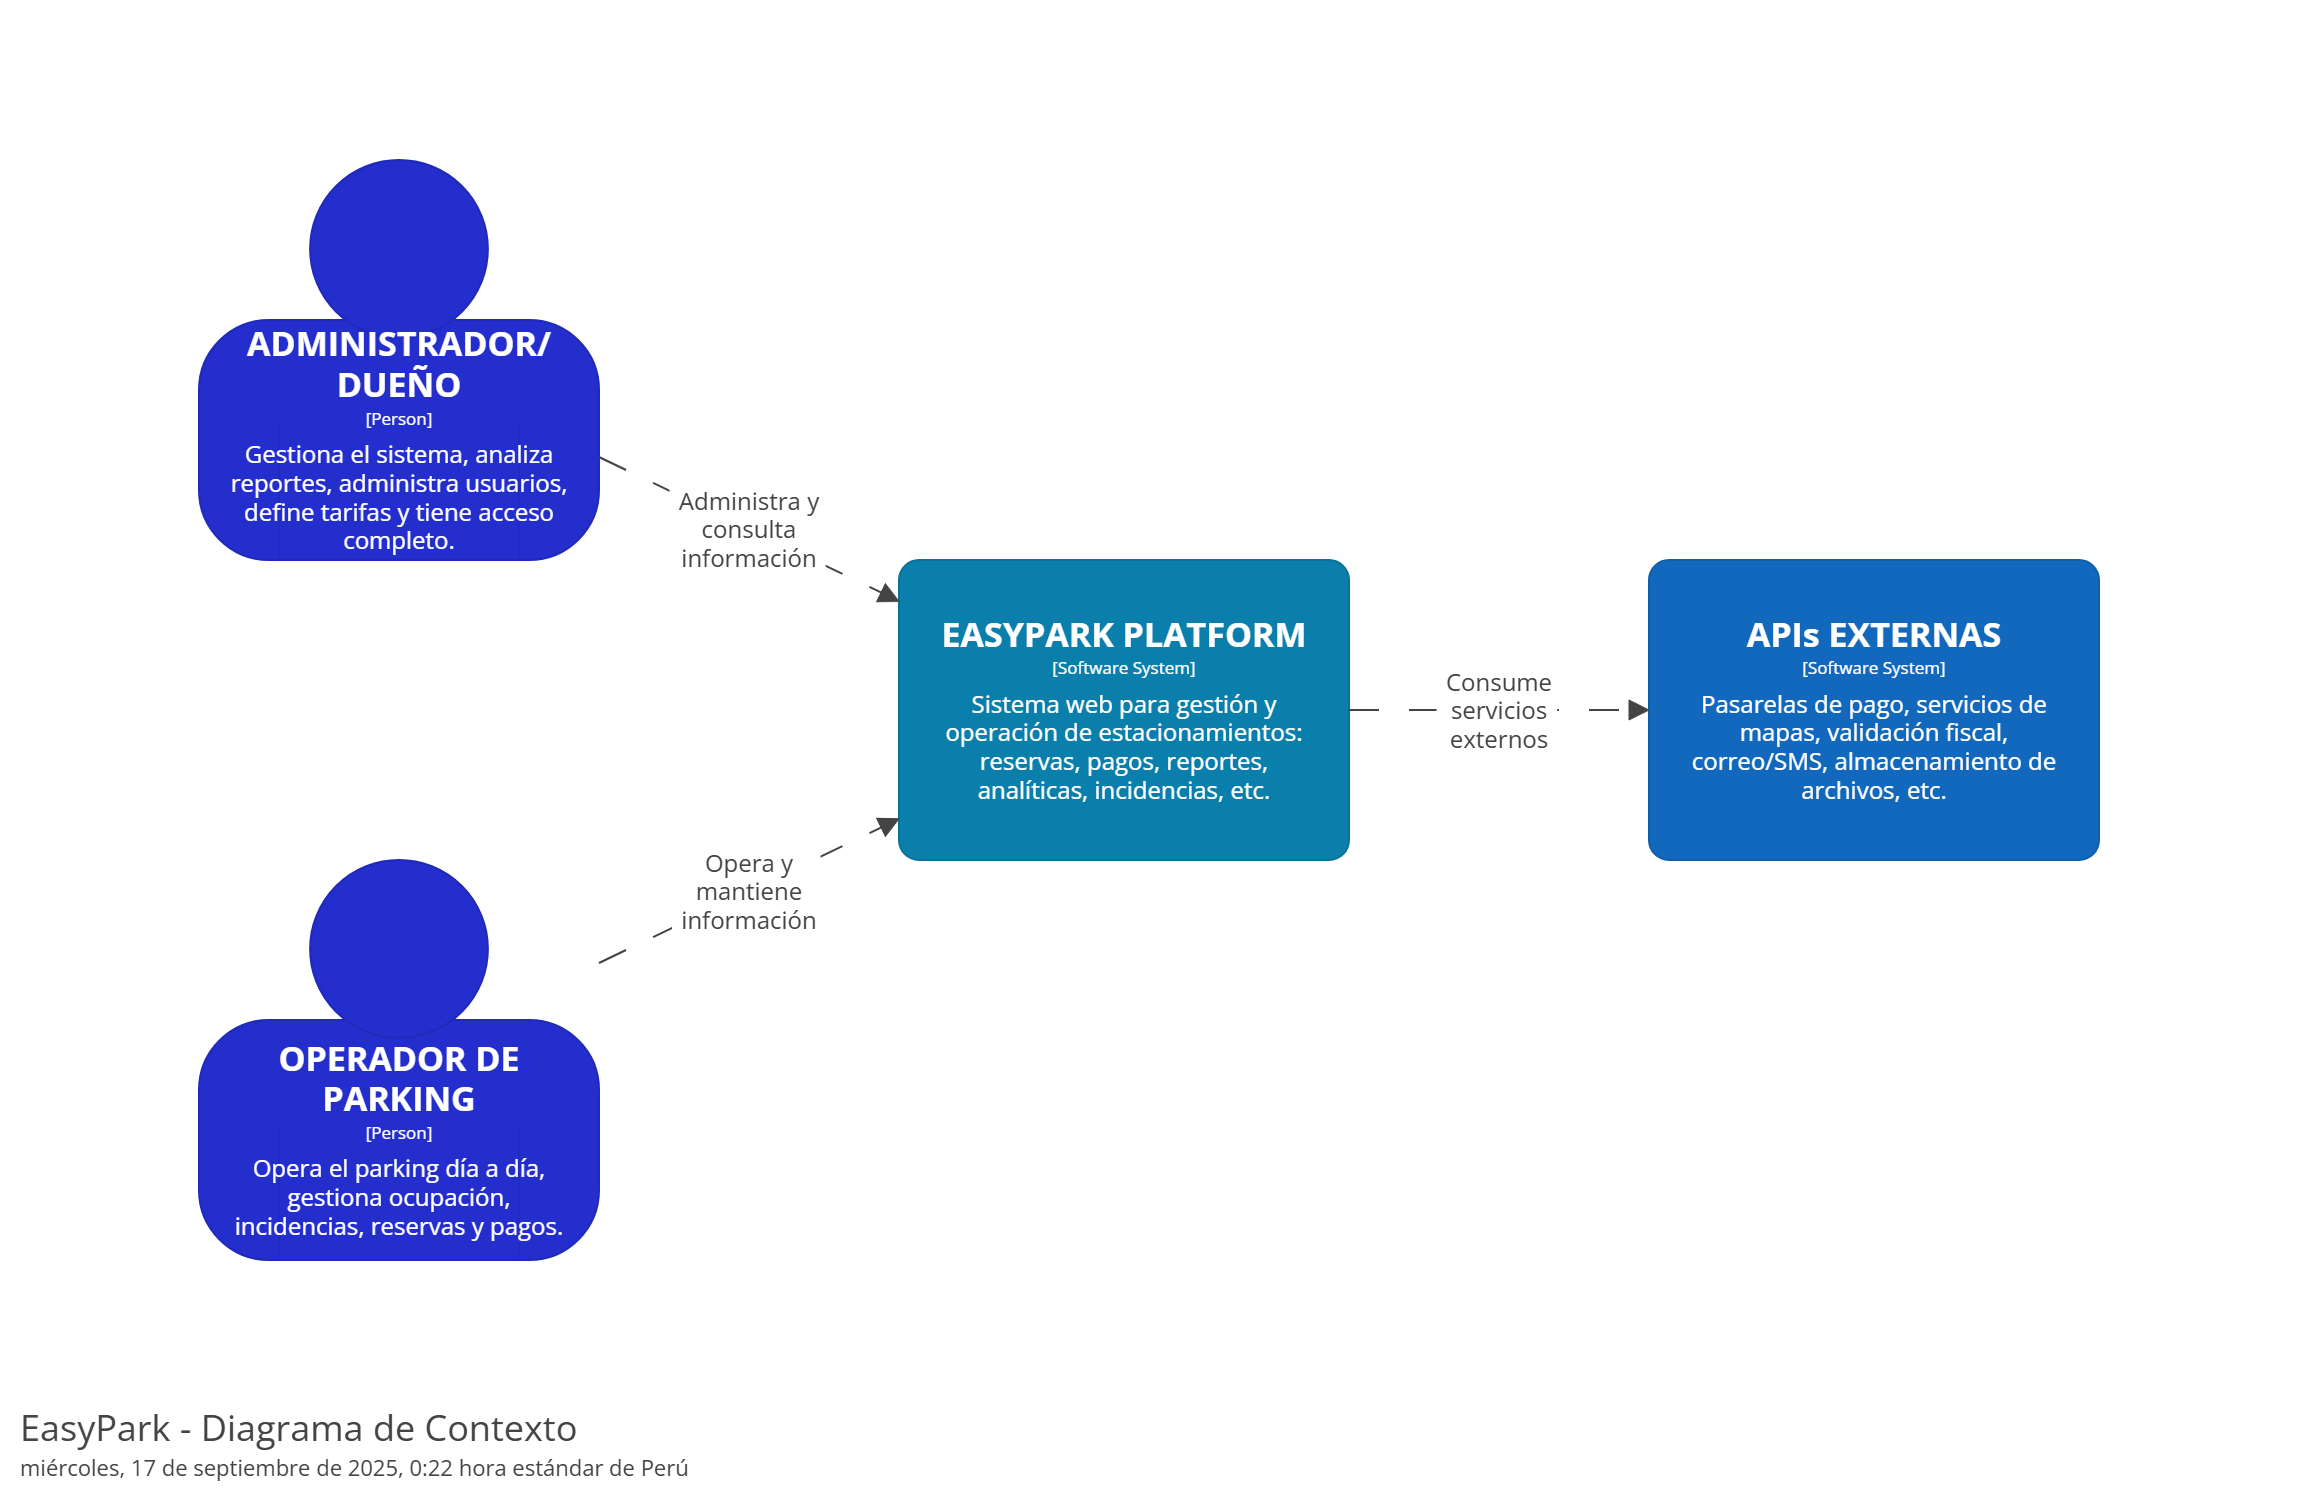 ADMINISTRADOR/
DUEÑO
[Person]
Gestiona el sistema, analiza
reportes, administra usuarios,
define tarifas y tiene acceso
completo.
Administra y
consulta
información
EASYPARK PLATFORM
[Software System]
Sistema web para gestión y
operación de estacionamientos:
reservas, pagos, reportes,
analíticas, incidencias, etc.
Consume
servicios
externos
APIs EXTERNAS
[Software System]
Pasarelas de pago, servicios de
mapas, validación fiscal,
correo/SMS, almacenamiento de
archivos, etc.
Opera y
mantiene
información
OPERADOR DE
PARKING
[Person]
Opera el parking día a día,
gestiona ocupación,
incidencias, reservas y pagos.
EasyPark - Diagrama de Contexto
miércoles, 17 de septiembre de 2025, 0:22 hora estándar de Perú